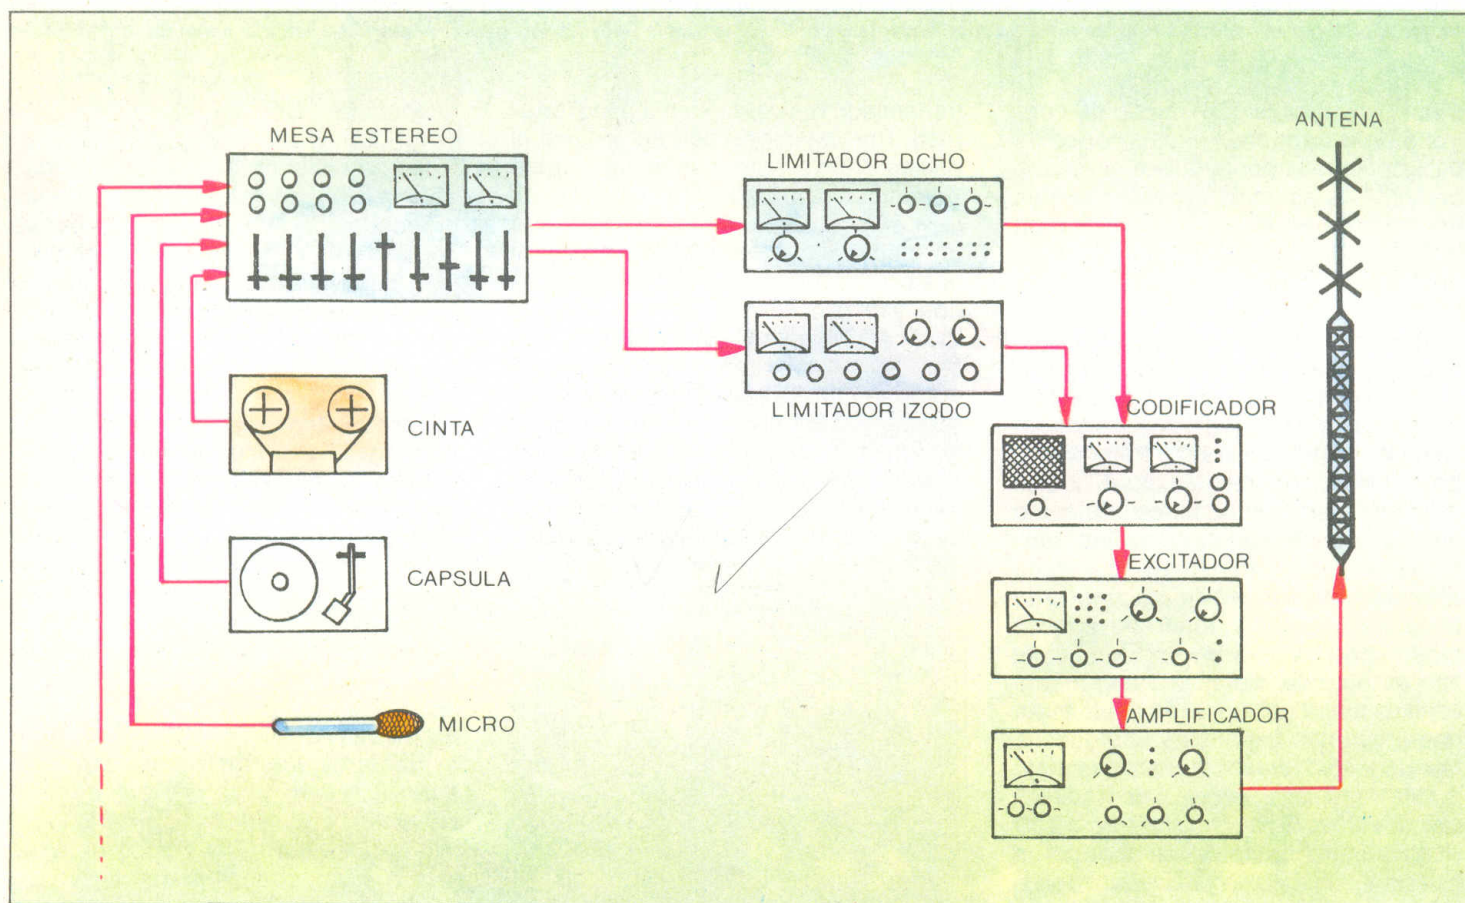 MESA ESTEREO
LIMITADOR DCHO
ANTENA
LIMITADOR IZQDO
CODIFICADOR
CINTA
EXCITADOR
CAPSULA
MICRO
AMPLIFICADOR